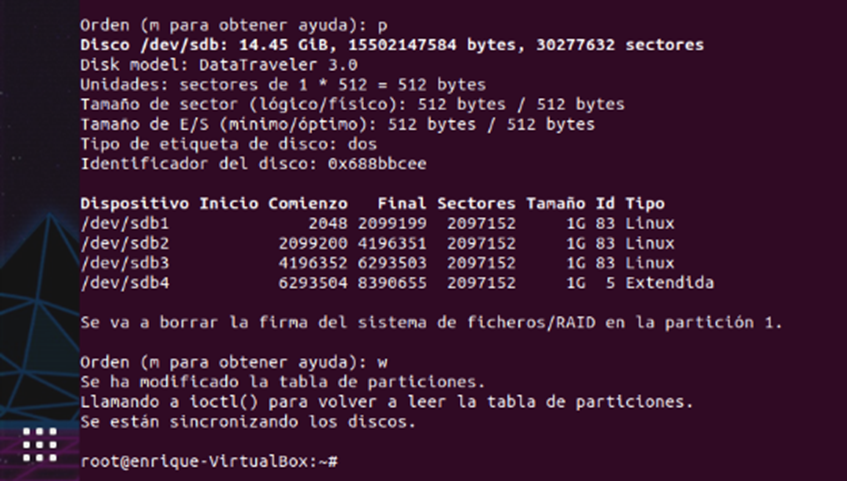 Orden (m para obtener ayuda): p
Disco /dev/sdb: 14.45 GiB, 15502147584 bytes, 30277632 sectores
Disk model: DataTraveler 3.0
Unidades: sectores de 1 * 512 = 512 bytes
Tamaño de sector (lógico/físico): 512 bytes / 512 bytes
Tamaño de E/S (mínimo/óptimo): 512 bytes / 512 bytes
Tipo de etiqueta de disco: dos
Identificador del disco: 0x688bbcee
Dispositivo Inicio Comienzo Final Sectores Tamaño Id Tipo
/dev/sdb1 2048 2099199 2097152 1G 83 Linux
/dev/sdb2 2099200 4196351 2097152 1G 83 Linux
/dev/sdb3 4196352 6293503 2097152 1G 83 Linux
/dev/sdb4 6293504 8390655 2097152 1G 5 Extendida
Se va a borrar la firma del sistema de ficheros/RAID en la partición 1.
Orden (m para obtener ayuda): w
Se ha modificado la tabla de particiones.
Llamando a ioctl() para volver a leer la tabla de particiones.
Se están sincronizando los discos.
root@enrique-VirtualBox:~#